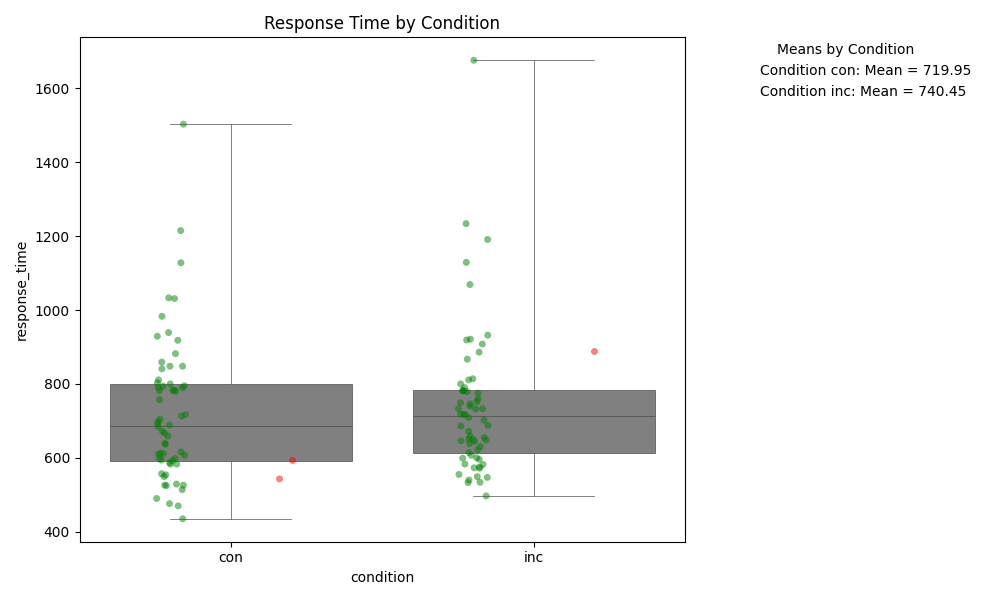 Response Time by Condition
Means by Condition
Condition con: Mean = 719.95
Condition inc: Mean = 740.45
response_time
1600
1400
1200
1000
800
600
400
con
inc
condition